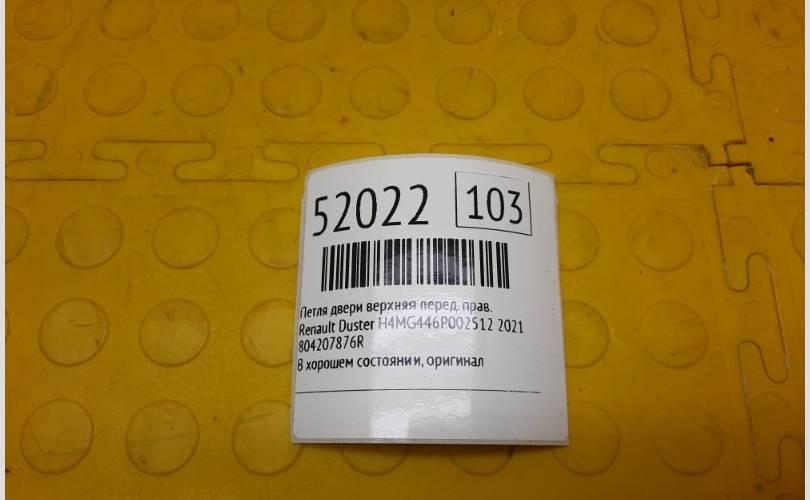 52022 103
Петля двери верхняя перед. прав.
Renault Duster H4MG446P002512 2021
804207876R
В хорошем состоянии, оригинал